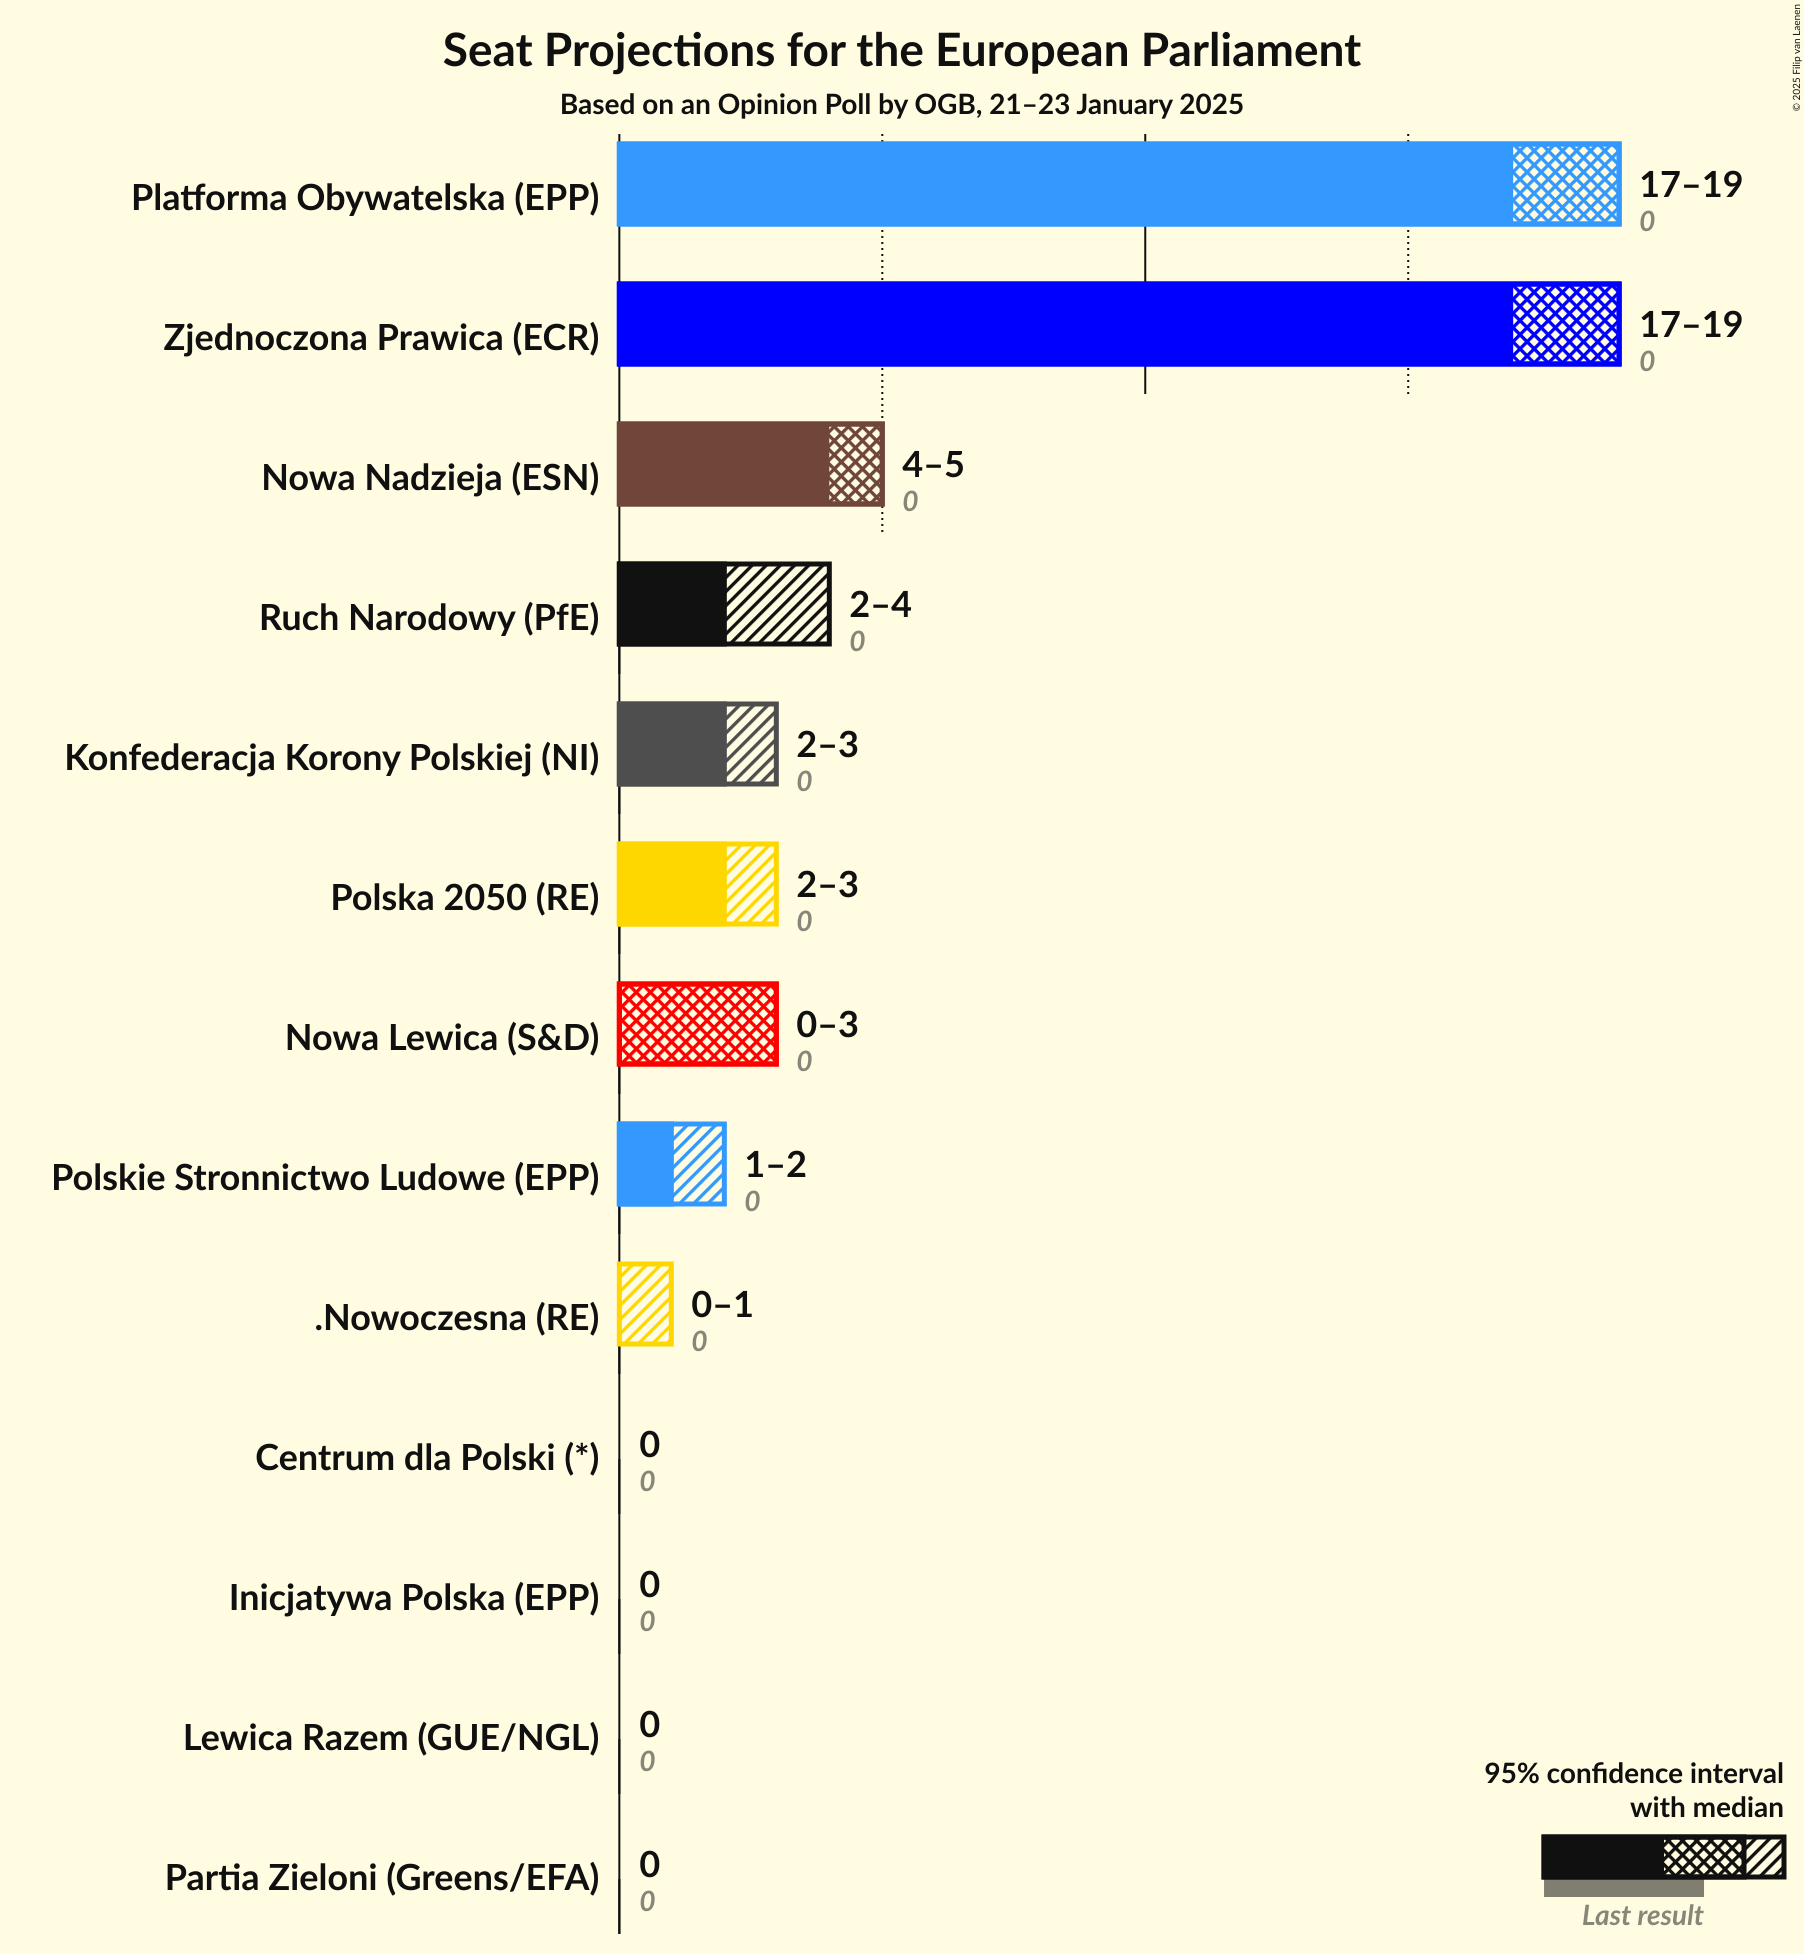 Seat Projections for the European Parliament
Based on an Opinion Poll by OGB, 21–23 January 2025
© 2025 Filip van Laenen
Platforma Obywatelska (EPP)
17–19
0
Zjednoczona Prawica (ECR)
17–19
0
Nowa Nadzieja (ESN)
4–5
0
Ruch Narodowy (PfE)
2–4
0
Konfederacja Korony Polskiej (NI)
2–3
0
Polska 2050 (RE)
2–3
0
Nowa Lewica (S&D)
0–3
0
Polskie Stronnictwo Ludowe (EPP)
1–2
0
.Nowoczesna (RE)
0–1
0
Centrum dla Polski (*)
0
0
Inicjatywa Polska (EPP)
0
0
Lewica Razem (GUE/NGL)
0
0
Partia Zieloni (Greens/EFA)
0
0
95% confidence interval
with median
Last result